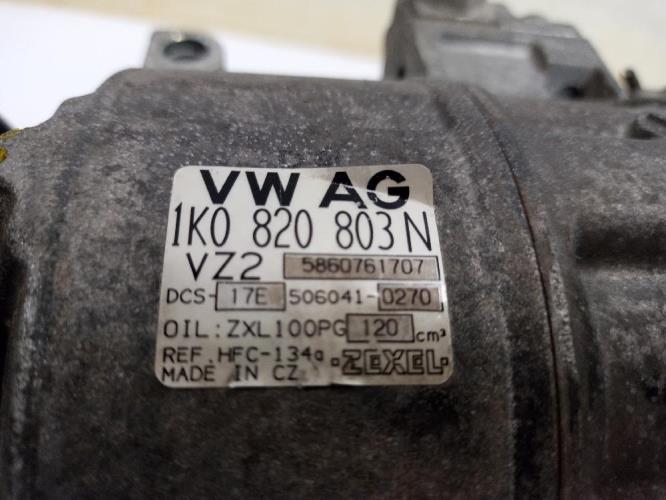 VW AG
1K0 820 803 N
VZ2 5860761707
DCS-17E 506041-0270
OIL:ZXL100PG 120 cm³
REF.HFC-134a ·ZEXEL·
MADE IN CZ